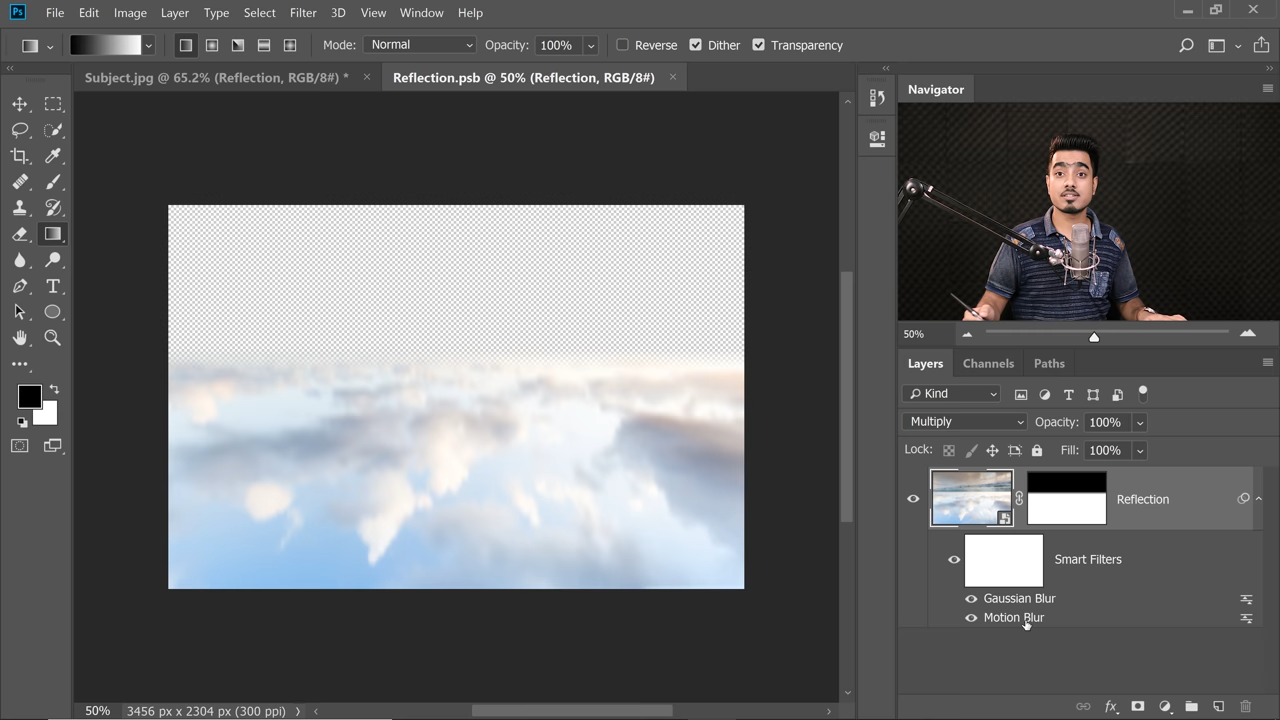 Ps File Edit Image Layer Type Select Filter 3D View Window Help
Mode: Normal Opacity: 100% Reverse Dither Transparency
Subject.jpg @ 65.2% (Reflection, RGB/8#) * Reflection.psb @ 50% (Reflection, RGB/8#)
Navigator
50%
Layers Channels Paths
Kind
Multiply Opacity: 100%
Lock: Fill: 100%
Reflection
Smart Filters
Gaussian Blur
Motion Blur
50% 3456 px x 2304 px (300 ppi)